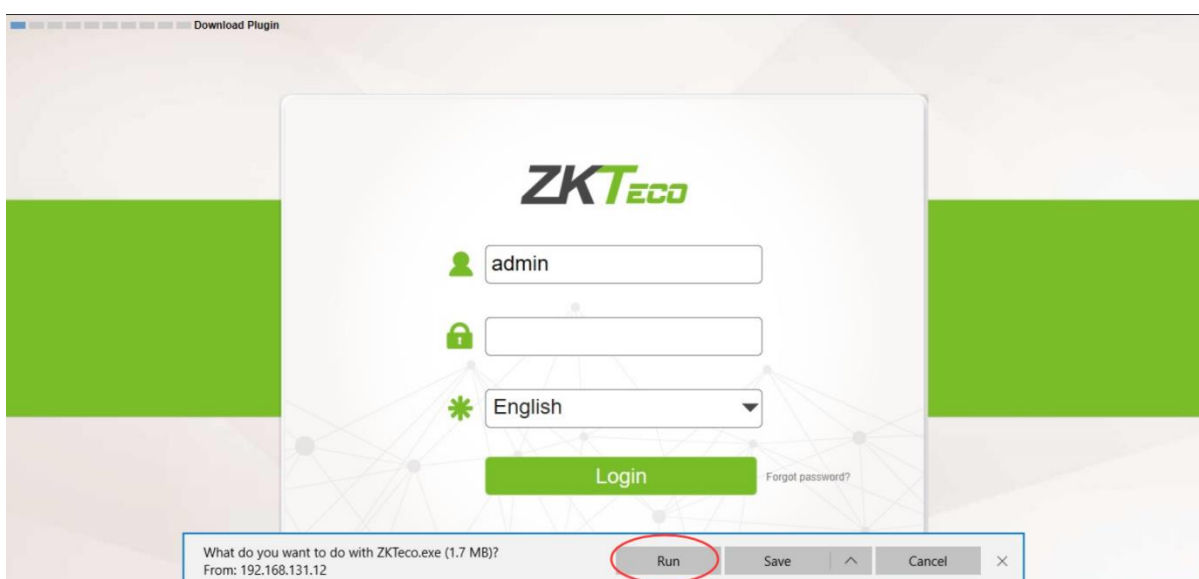 Download Plugin
ZKTeco
admin
English
Login
Forgot password?
What do you want to do with ZKTeco.exe (1.7 MB)?
From: 192.168.131.12
Run
Save
Cancel